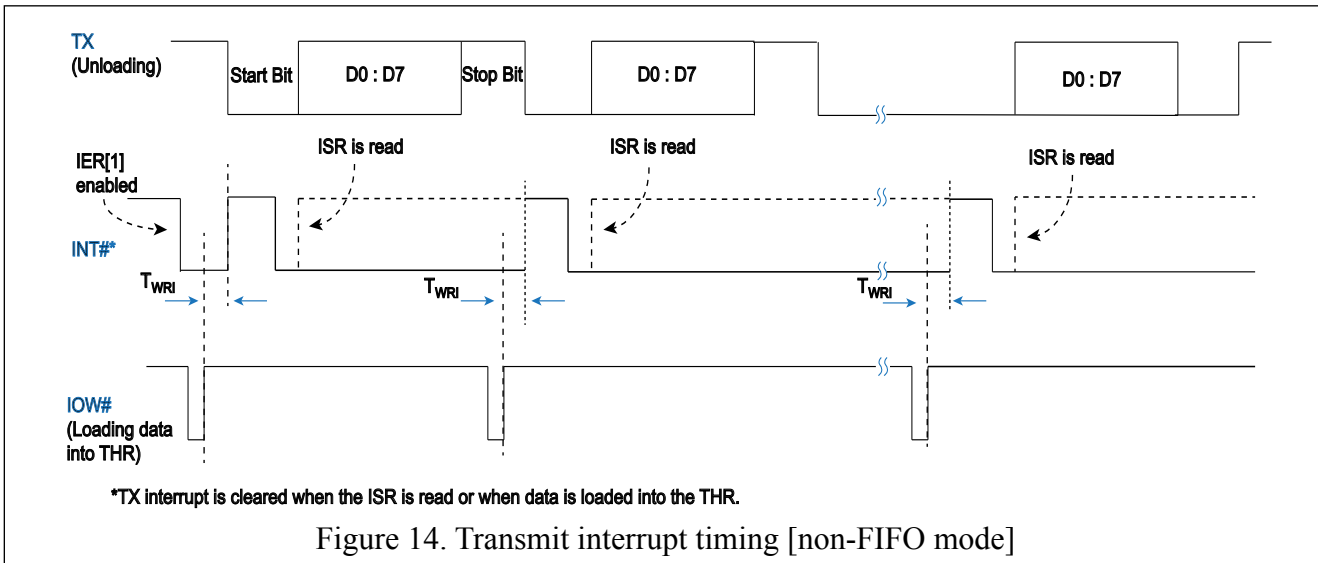 TX
(Unloading)
Start Bit
D0 : D7
Stop Bit
D0 : D7
D0 : D7
IER[1]
enabled
ISR is read
ISR is read
ISR is read
INT#*
TWRI
TWRI
TWRI
IOW#
(Loading data
into THR)
*TX interrupt is cleared when the ISR is read or when data is loaded into the THR.
Figure 14. Transmit interrupt timing [non-FIFO mode]